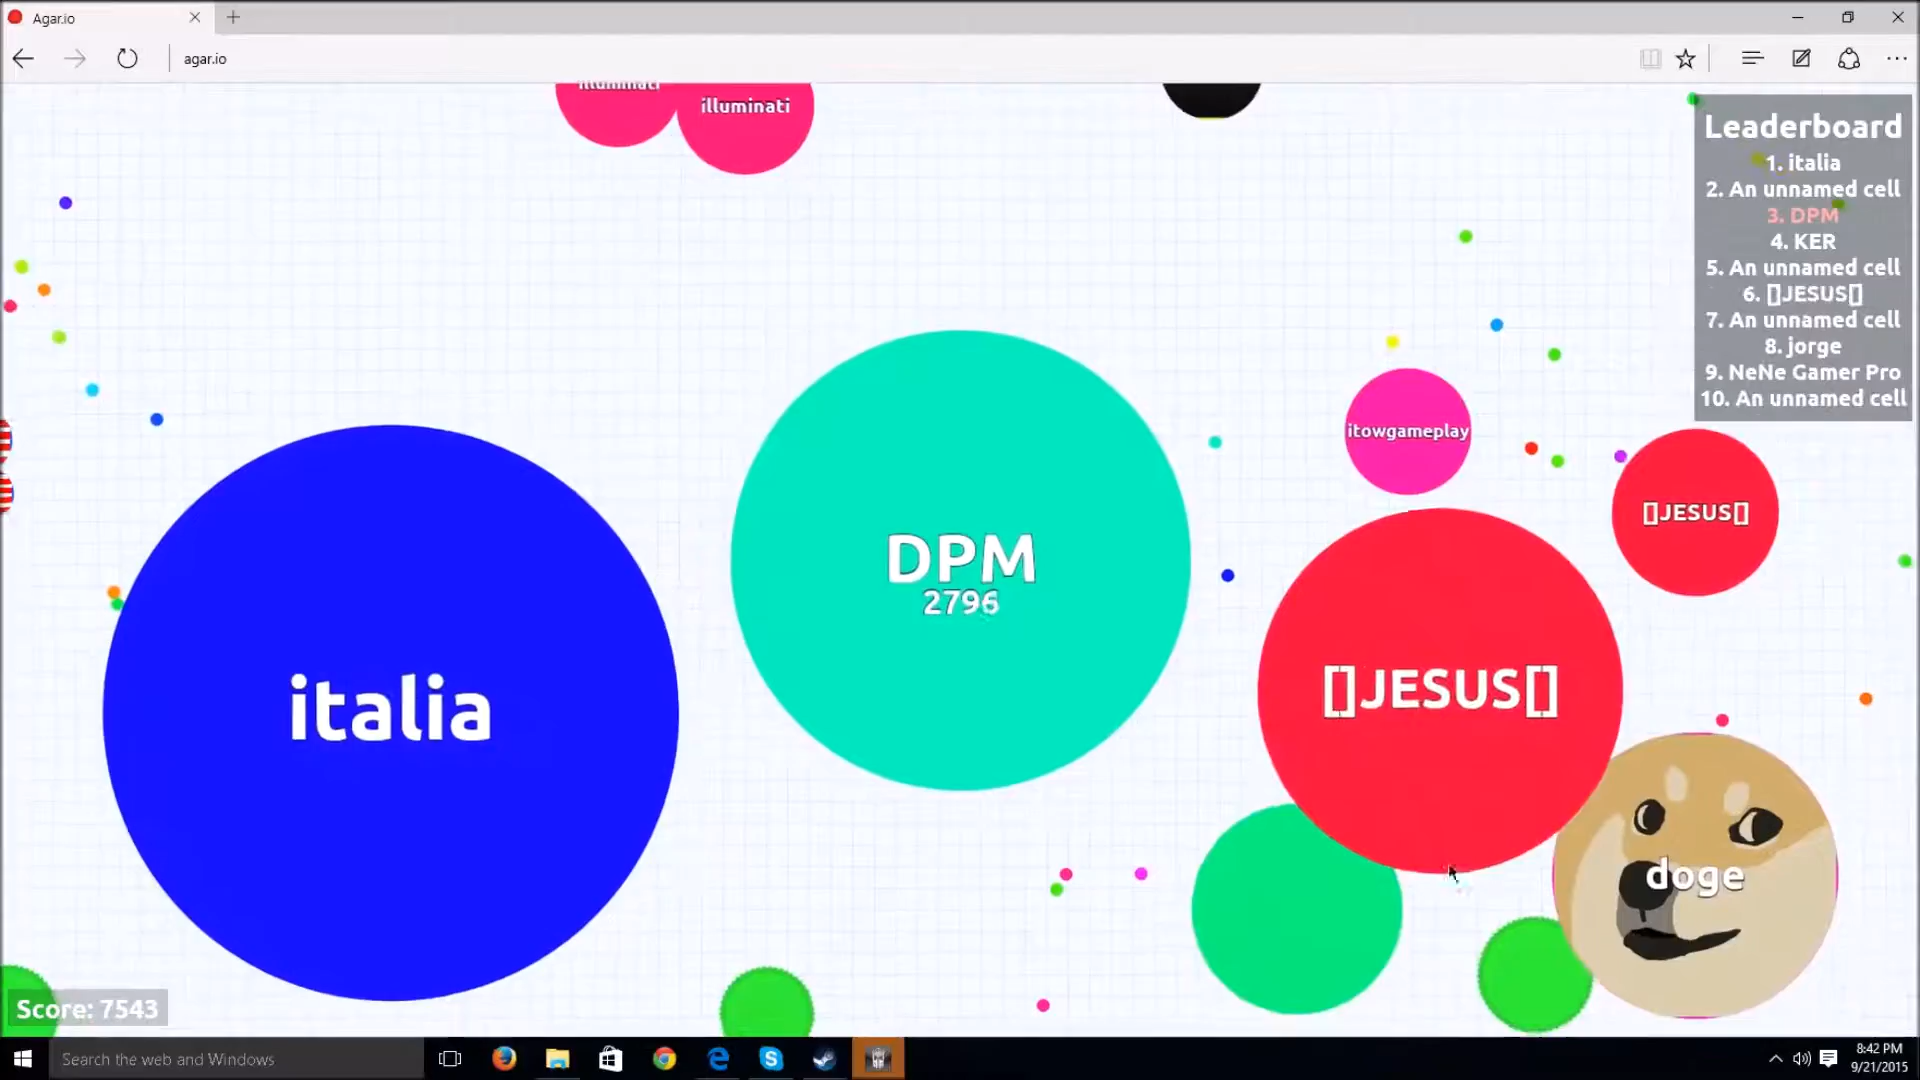 Agar.io
agar.io
illuminati
illuminati
Leaderboard
1. italia
2. An unnamed cell
3. DPM
4. KER
5. An unnamed cell
6. []JESUS[]
7. An unnamed cell
8. jorge
9. NeNe Gamer Pro
10. An unnamed cell
itowgameplay
[]JESUS[]
DPM
2796
[]JESUS[]
italia
doge
Score: 7543
Search the web and Windows
8:42 PM
9/21/2015